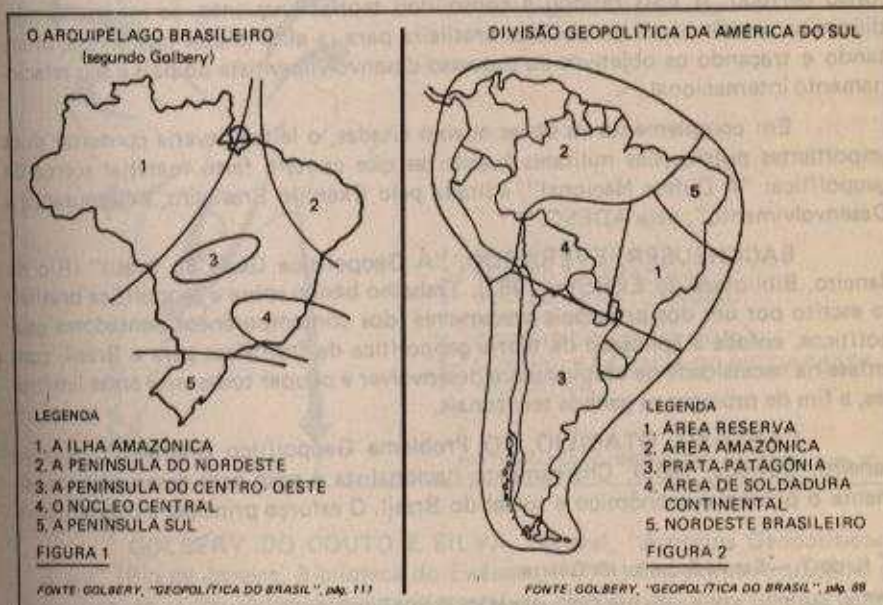 O ARQUIPÉLAGO BRASILEIRO
(segundo Golbery)
1
2
3
4
5
LEGENDA
1. A ILHA AMAZÔNICA
2. A PENÍNSULA DO NORDESTE
3. A PENÍNSULA DO CENTRO-OESTE
4. O NÚCLEO CENTRAL
5. A PENÍNSULA SUL
FIGURA 1
FONTE: GOLBERY, "GEOPOLÍTICA DO BRASIL", pág. 111
DIVISÃO GEOPOLÍTICA DA AMÉRICA DO SUL
2
5
4
1
3
LEGENDA
1. ÁREA RESERVA
2. ÁREA AMAZÔNICA
3. PRATA-PATAGÔNIA
4. ÁREA DE SOLDADURA
CONTINENTAL
5. NORDESTE BRASILEIRO
FIGURA 2
FONTE: GOLBERY, "GEOPOLÍTICA DO BRASIL", pág. 88